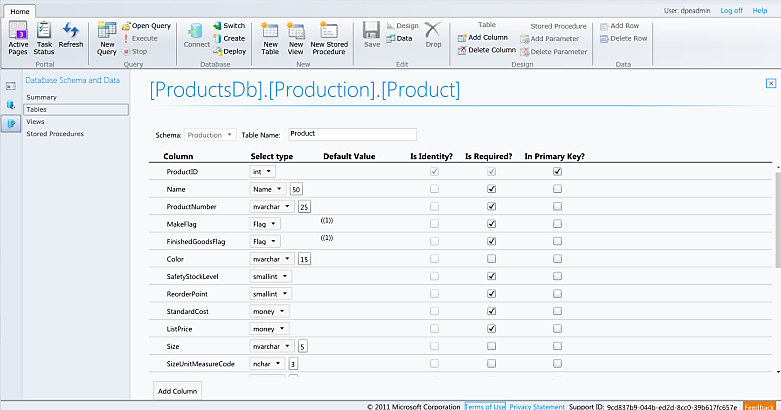 Home
User: dpeadmin Log off Help
3
Active Pages Task Status Refresh
Portal
New Query Open Query Execute Stop
Query
Connect Switch Create Deploy
Database
New Table New View New Stored Procedure
New
Save Design Data Drop
Edit
Table Stored Procedure
Add Column Add Parameter
Delete Column Delete Parameter
Design
Add Row
Delete Row
Data
Database Schema and Data
Summary
Tables
Views
Stored Procedures
[ProductsDb].[Production].[Product]
Schema: Production Table Name: Product
Column Select type Default Value Is Identity? Is Required? In Primary Key?
ProductID int
Name Name 50
ProductNumber nvarchar 25
MakeFlag Flag ((1))
FinishedGoodsFlag Flag ((1))
Color nvarchar 15
SafetyStockLevel smallint
ReorderPoint smallint
StandardCost money
ListPrice money
Size nvarchar 5
SizeUnitMeasureCode nchar 3
Add Column
© 2011 Microsoft Corporation Terms of Use Privacy Statement Support ID: 9cd837b9-044b-ed2d-8cc0-39b617fc657e Feedback